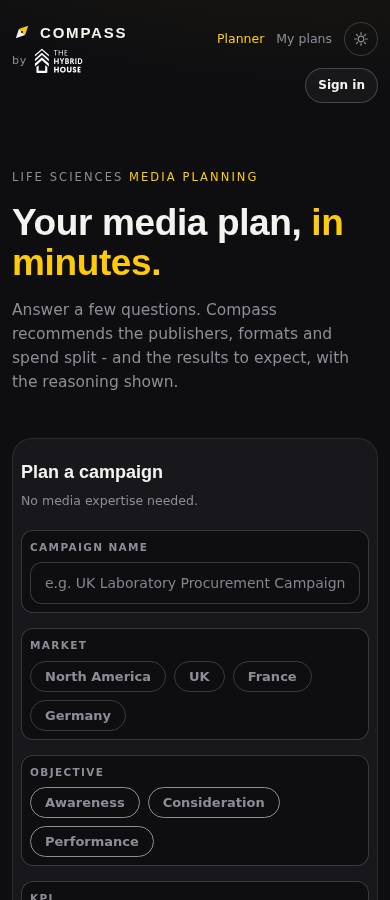 COMPASS
by THE HYBRID HOUSE
Planner My plans
Sign in
LIFE SCIENCES MEDIA PLANNING
Your media plan, in
minutes.
Answer a few questions. Compass
recommends the publishers, formats and
spend split - and the results to expect, with
the reasoning shown.
Plan a campaign
No media expertise needed.
CAMPAIGN NAME
e.g. UK Laboratory Procurement Campaign
MARKET
North America UK France
Germany
OBJECTIVE
Awareness Consideration
Performance
KPI